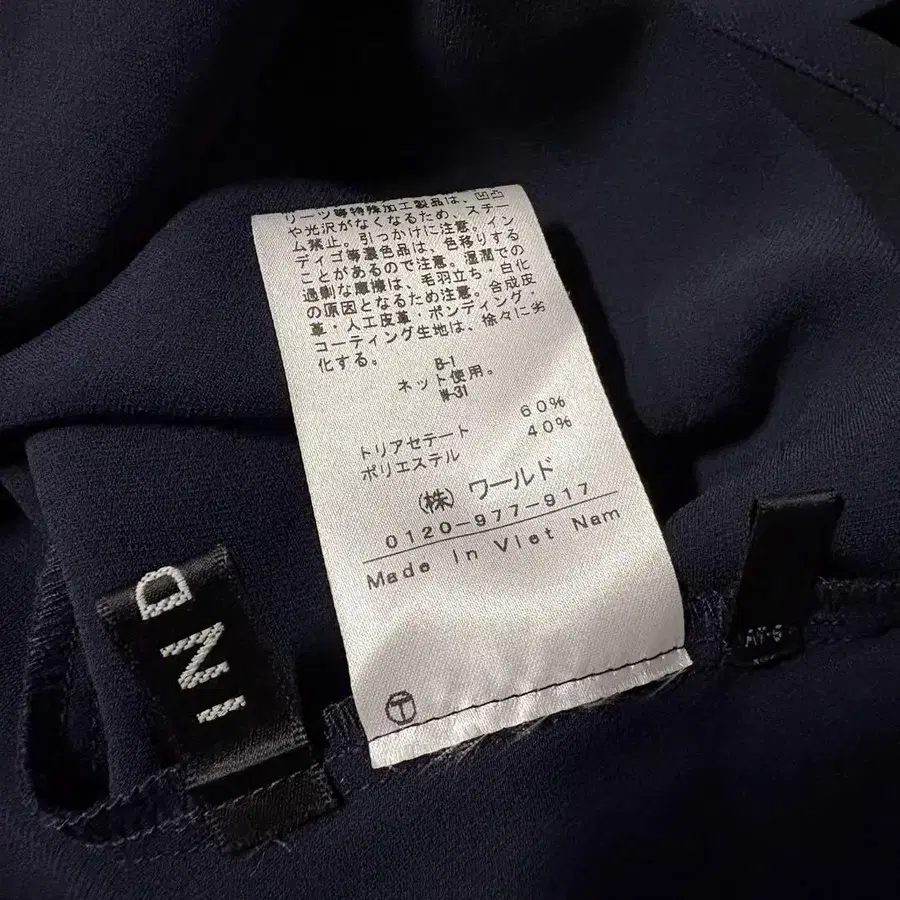 リーツ等特殊加工製品は、凹凸
や光沢がなくなるため、スチー
ム禁止。引っかけに注意。イン
ディゴ等濃色品は、色移りする
ことがあるので注意。湿潤での
過剰な摩擦は、毛羽立ち・白化
の原因となるため注意。合成皮
革・人工皮革・ボンディング・
コーティング生地は、徐々に劣
化する。
B-1
ネット使用。
W-31
トリアセテート 60%
ポリエステル 40%
(株) ワールド
0120-977-917
Made in Viet Nam
T
IND